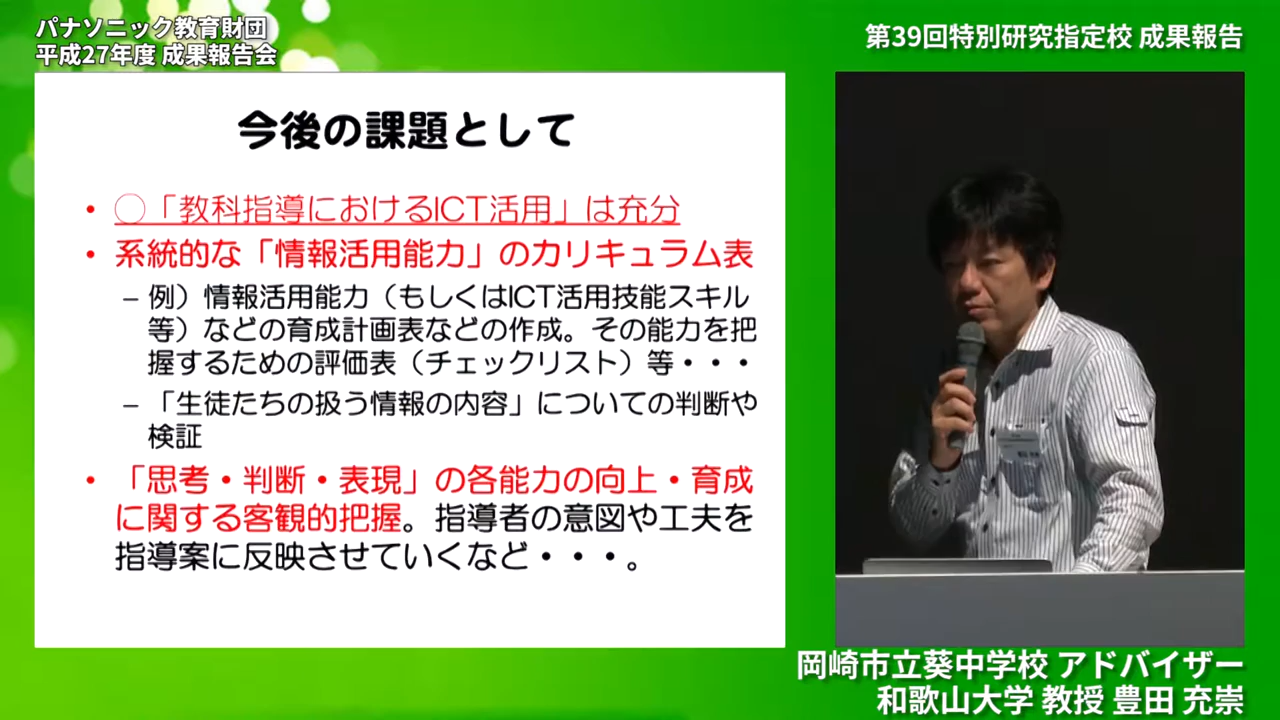 パナソニック教育財団
平成27年度 成果報告会
第39回特別研究指定校 成果報告
今後の課題として
• ◯「教科指導におけるICT活用」は充分
• 系統的な「情報活用能力」のカリキュラム表
– 例）情報活用能力（もしくはICT活用技能スキル
等）などの育成計画表などの作成。その能力を把
握するための評価表（チェックリスト）等・・・
– 「生徒たちの扱う情報の内容」についての判断や
検証
• 「思考・判断・表現」の各能力の向上・育成
に関する客観的把握。指導者の意図や工夫を
指導案に反映させていくなど・・・。
岡崎市立葵中学校 アドバイザー
和歌山大学 教授 豊田 充崇